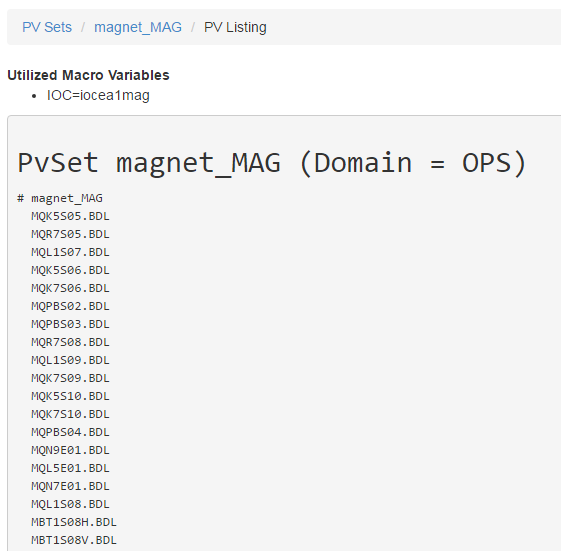 PV Sets / magnet_MAG / PV Listing
Utilized Macro Variables
• IOC=iocea1mag
PvSet magnet_MAG (Domain = OPS)
# magnet_MAG
MQK5S05.BDL
MQR7S05.BDL
MQL1S07.BDL
MQK5S06.BDL
MQK7S06.BDL
MQPBS02.BDL
MQPBS03.BDL
MQR7S08.BDL
MQL1S09.BDL
MQK7S09.BDL
MQK5S10.BDL
MQK7S10.BDL
MQPBS04.BDL
MQN9E01.BDL
MQL5E01.BDL
MQN7E01.BDL
MQL1S08.BDL
MBT1S08H.BDL
MBT1S08V.BDL